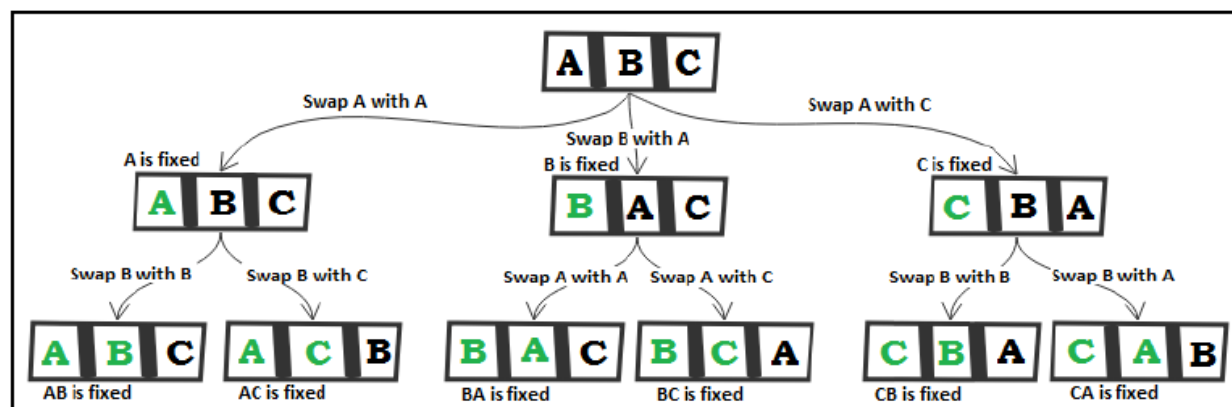 A B C
Swap A with A
Swap B with A
Swap A with C
A is fixed
B is fixed
C is fixed
A B C
B A C
C B A
Swap B with B
Swap B with C
Swap A with A
Swap A with C
Swap B with B
Swap B with A
A B C
A C B
B A C
B C A
C B A
C A B
AB is fixed
AC is fixed
BA is fixed
BC is fixed
CB is fixed
CA is fixed